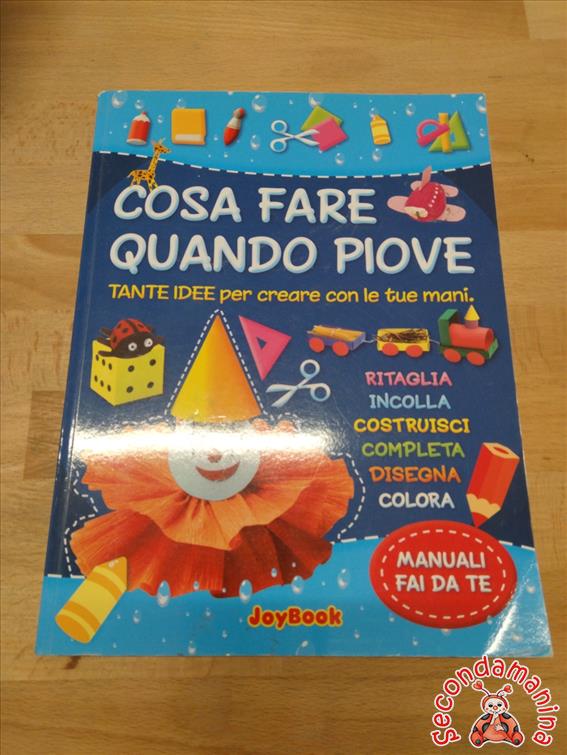 COSA FARE
QUANDO PIOVE
TANTE IDEE per creare con le tue mani.
RITAGLIA
INCOLLA
COSTRUISCI
COMPLETA
DISEGNA
COLORA
MANUALI
FAI DA TE
JoyBook
secondamanina